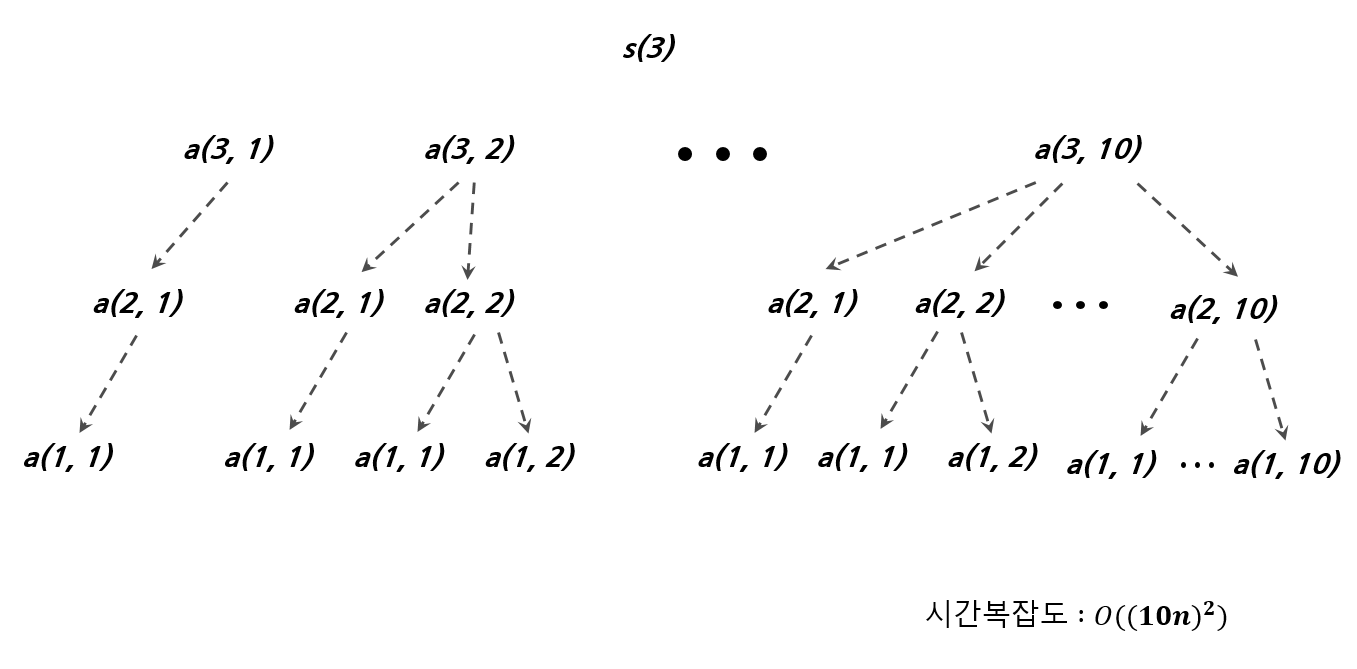 s(3)
a(3, 1) a(3, 2) • • • a(3, 10)
a(2, 1) a(2, 1) a(2, 2) a(2, 1) a(2, 2) • • • a(2, 10)
a(1, 1) a(1, 1) a(1, 1) a(1, 2) a(1, 1) a(1, 1) a(1, 2) a(1, 1) ⋯ a(1, 10)
시간복잡도 : O((10n)²)